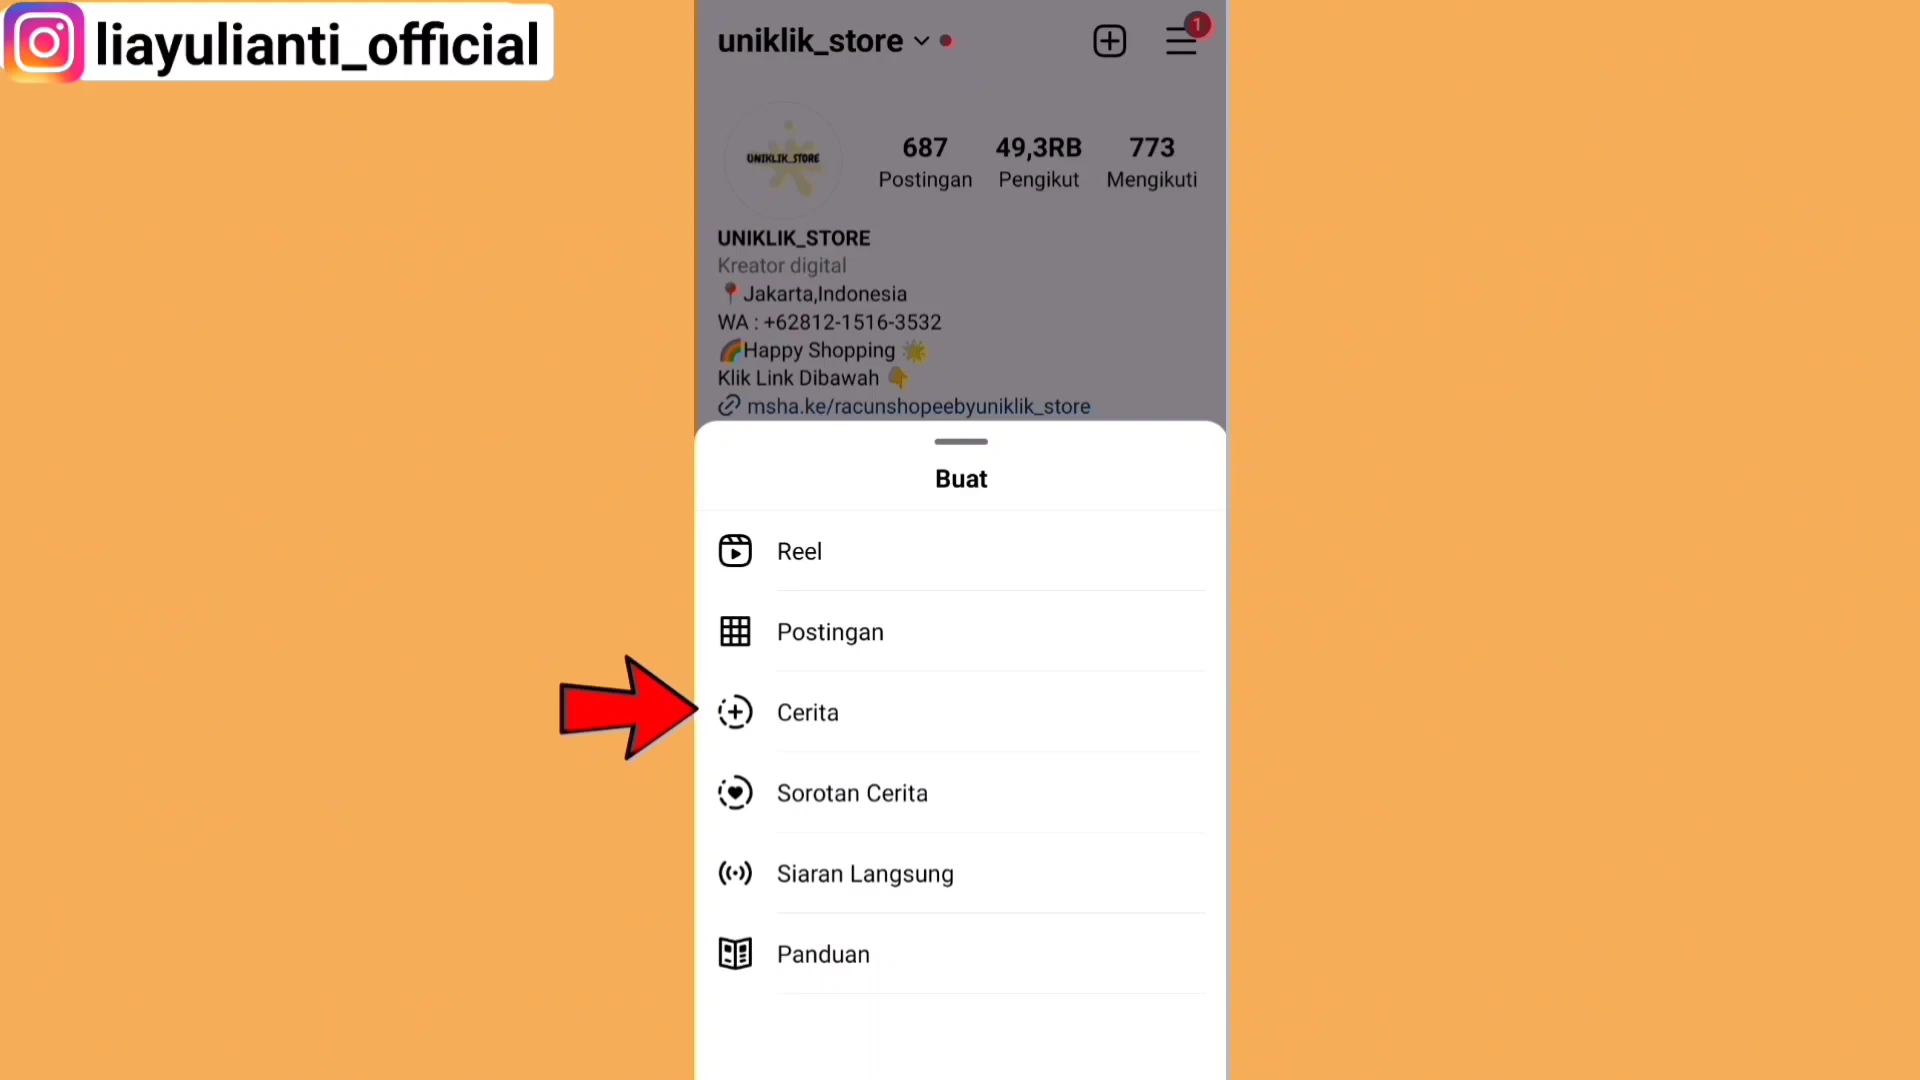 liayulianti_official
uniklik_store
1
UNIKLIK_STORE
687 49,3RB 773
Postingan Pengikut Mengikuti
UNIKLIK_STORE
Kreator digital
📍Jakarta,Indonesia
WA : +62812-1516-3532
🌈Happy Shopping 🌟
Klik Link Dibawah 👇
msha.ke/racunshopeebyuniklik_store
Buat
Reel
Postingan
Cerita
Sorotan Cerita
Siaran Langsung
Panduan